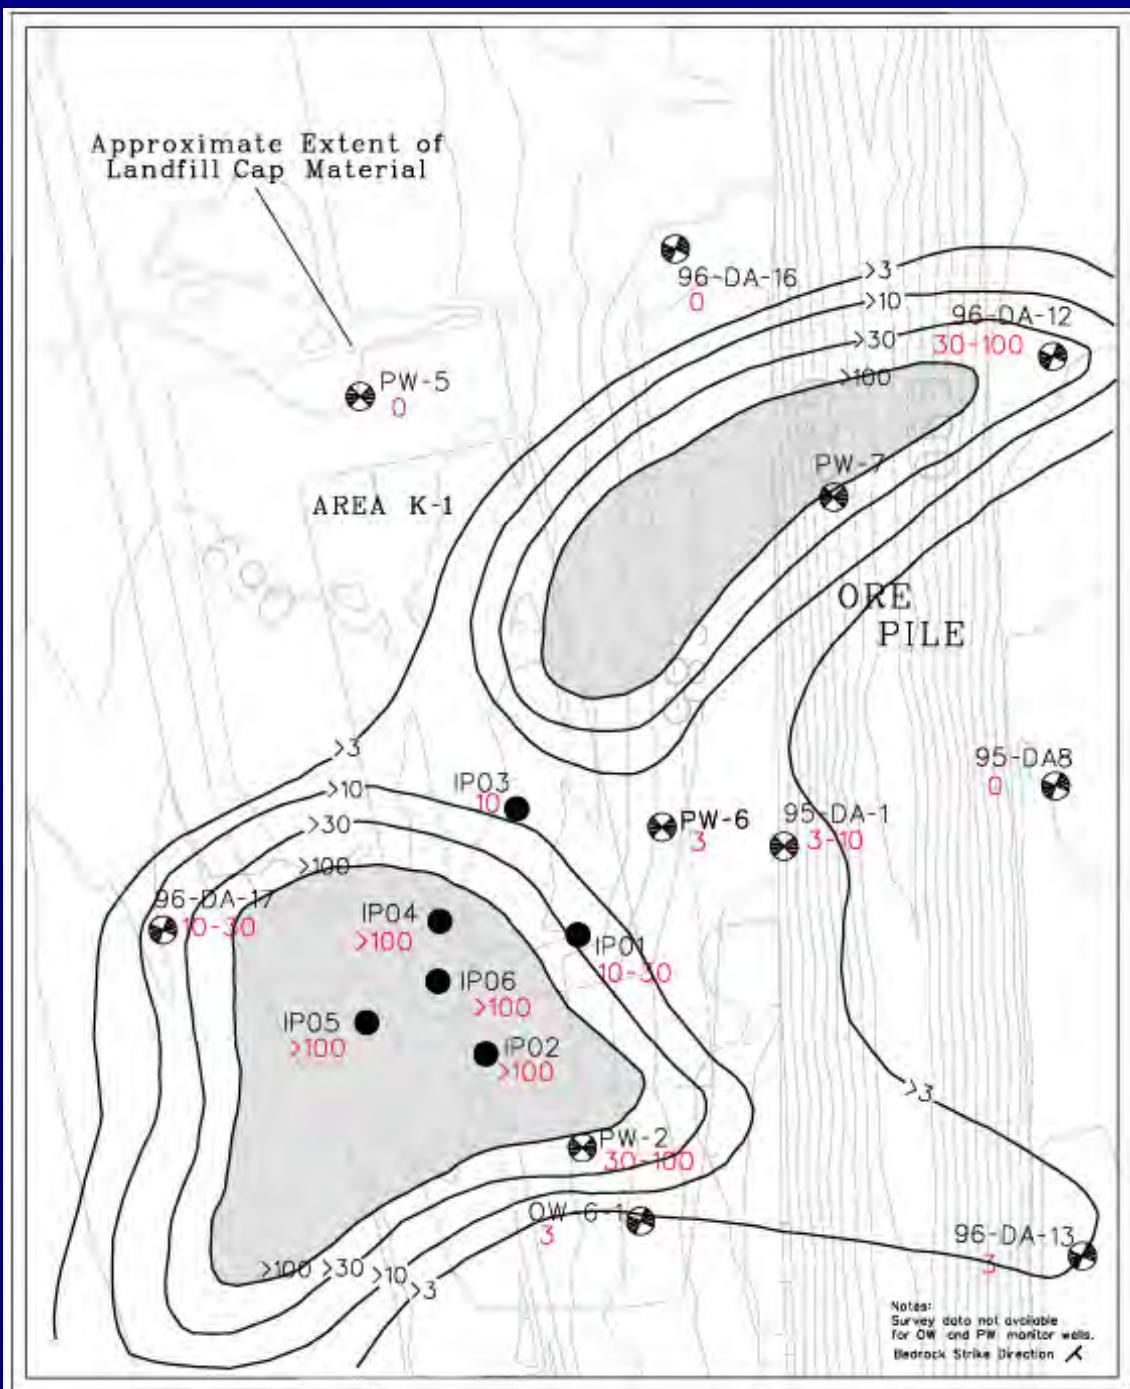 Approximate Extent of
Landfill Cap Material
96-DA-16
0
>3
>10
96-DA-12
30-100
>30
>100
PW-5
0
PW-7
AREA K-1
ORE
PILE
>3
95-DA8
0
IP03
10
>10
PW-6
3
95-DA-1
3-10
>30
>100
96-DA-17
10-30
IP04
>100
IP01
10-30
IP06
>100
IP05
>100
IP02
>100
>3
PW-2
30-100
OW-6-1
3
96-DA-13
3
>100
>30
>10
>3
Notes:
Survey data not available
for OW and PW monitor wells.
Bedrock Strike Direction